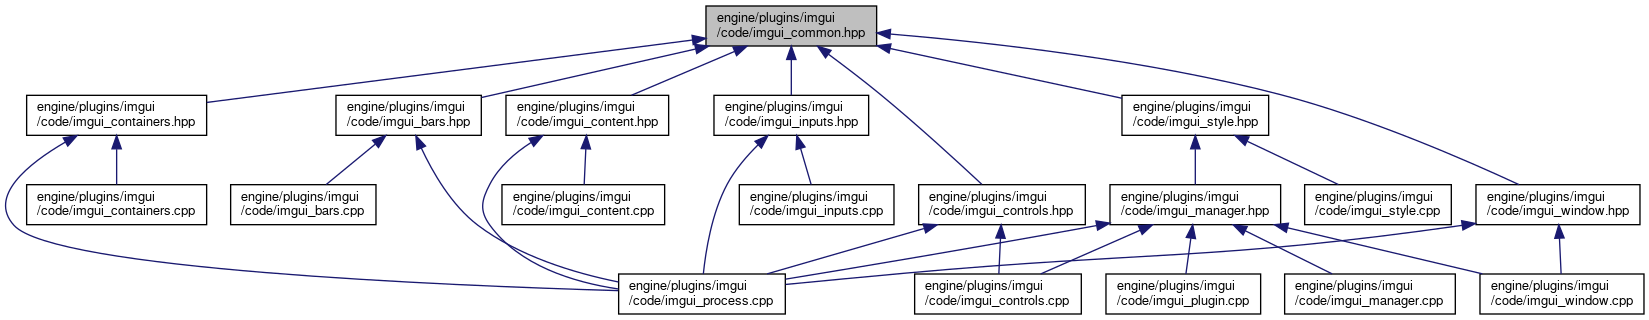 engine/plugins/imgui
/code/imgui_common.hpp
engine/plugins/imgui
/code/imgui_containers.hpp
engine/plugins/imgui
/code/imgui_bars.hpp
engine/plugins/imgui
/code/imgui_content.hpp
engine/plugins/imgui
/code/imgui_inputs.hpp
engine/plugins/imgui
/code/imgui_style.hpp
engine/plugins/imgui
/code/imgui_containers.cpp
engine/plugins/imgui
/code/imgui_bars.cpp
engine/plugins/imgui
/code/imgui_content.cpp
engine/plugins/imgui
/code/imgui_inputs.cpp
engine/plugins/imgui
/code/imgui_controls.hpp
engine/plugins/imgui
/code/imgui_manager.hpp
engine/plugins/imgui
/code/imgui_style.cpp
engine/plugins/imgui
/code/imgui_window.hpp
engine/plugins/imgui
/code/imgui_process.cpp
engine/plugins/imgui
/code/imgui_controls.cpp
engine/plugins/imgui
/code/imgui_plugin.cpp
engine/plugins/imgui
/code/imgui_manager.cpp
engine/plugins/imgui
/code/imgui_window.cpp